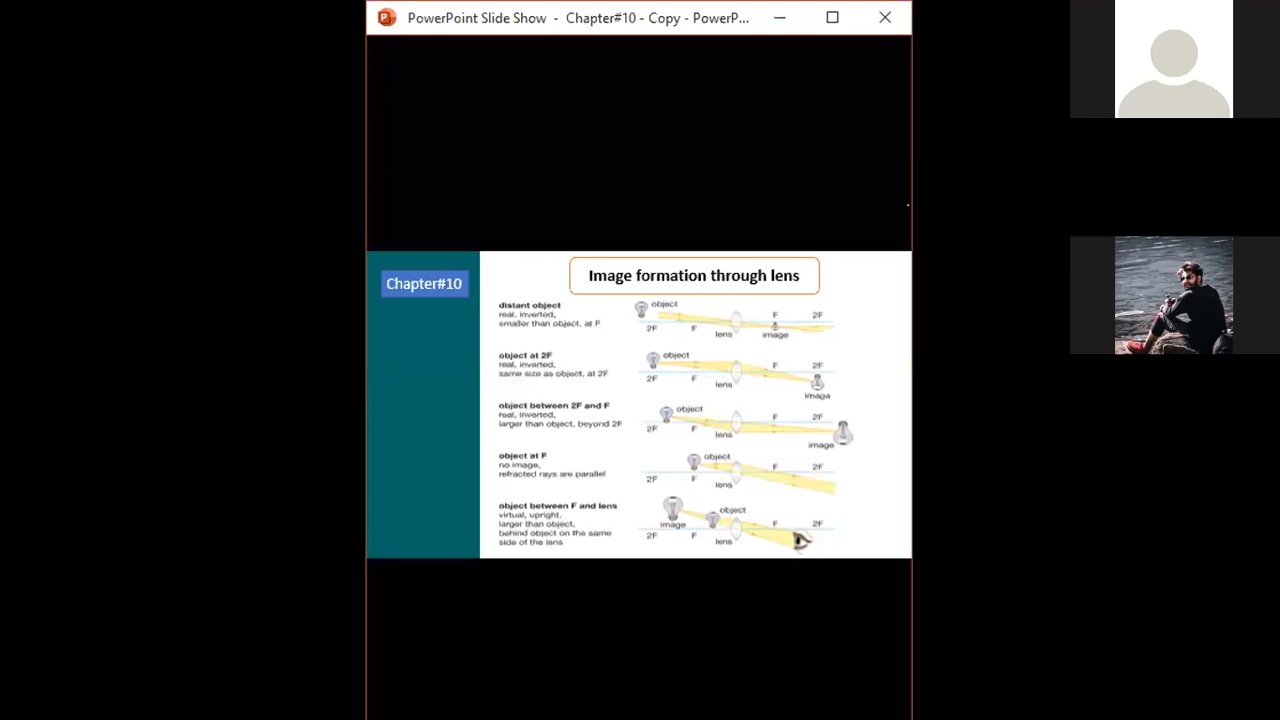 PowerPoint Slide Show - Chapter#10 - Copy - PowerP...
Chapter#10
Image formation through lens
distant object
real, inverted,
smaller than object, at F
object
2F F lens F 2F
image
object at 2F
real, inverted,
same size as object, at 2F
object
2F F lens F 2F
image
object between 2F and F
real, inverted,
larger than object, beyond 2F
object
2F F lens F 2F
image
object at F
no image,
refracted rays are parallel
object
2F F lens F 2F
object between F and lens
virtual, upright,
larger than object,
behind object on the same
side of the lens
object
image
2F F lens F 2F